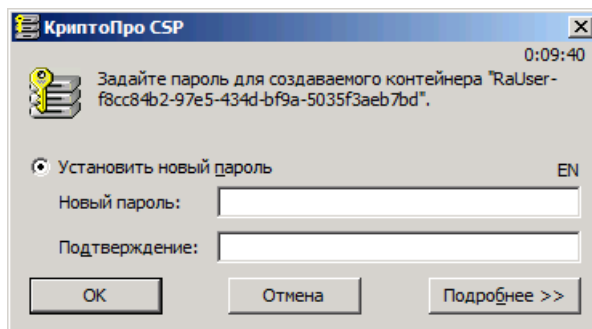 КриптоПро CSP
0:09:40
Задайте пароль для создаваемого контейнера "RaUser-
f8cc84b2-97e5-434d-bf9a-5035f3aeb7bd".
Установить новый пароль
EN
Новый пароль:
Подтверждение:
OK
Отмена
Подробнее >>